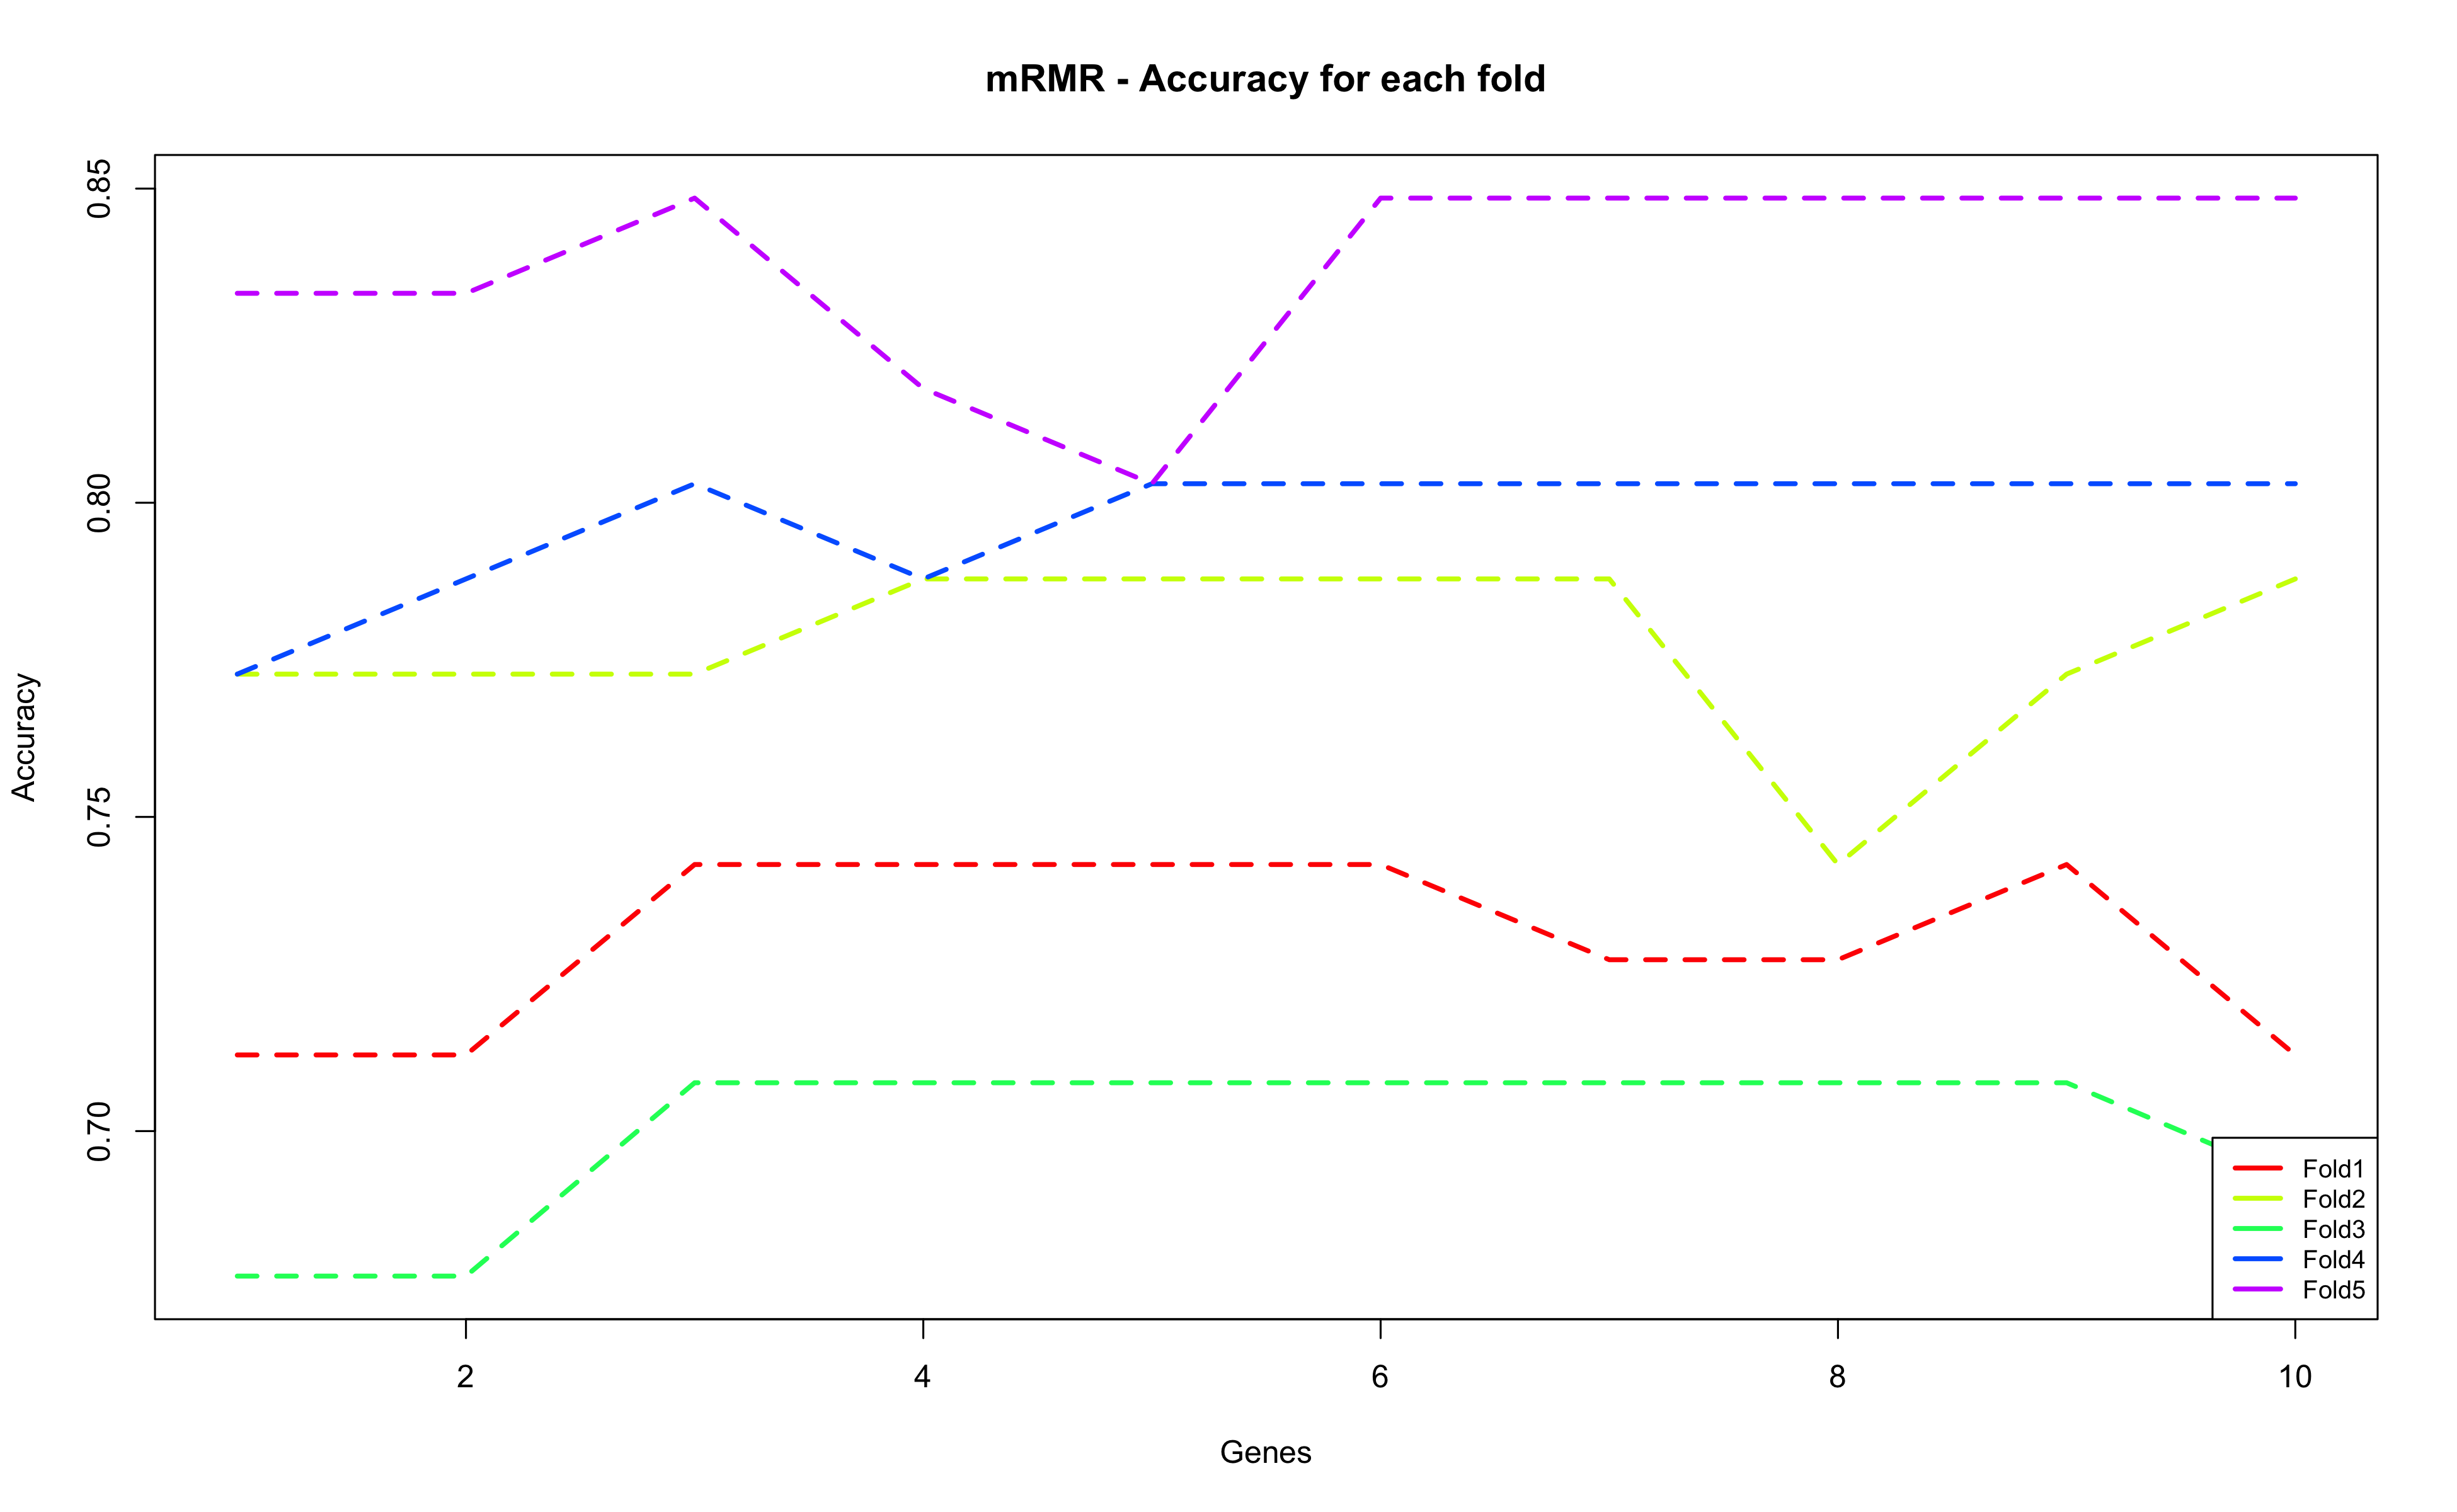 mRMR - Accuracy for each fold
0.85
0.80
0.75
0.70
Accuracy
2 4 6 8 10
Genes
Fold1
Fold2
Fold3
Fold4
Fold5